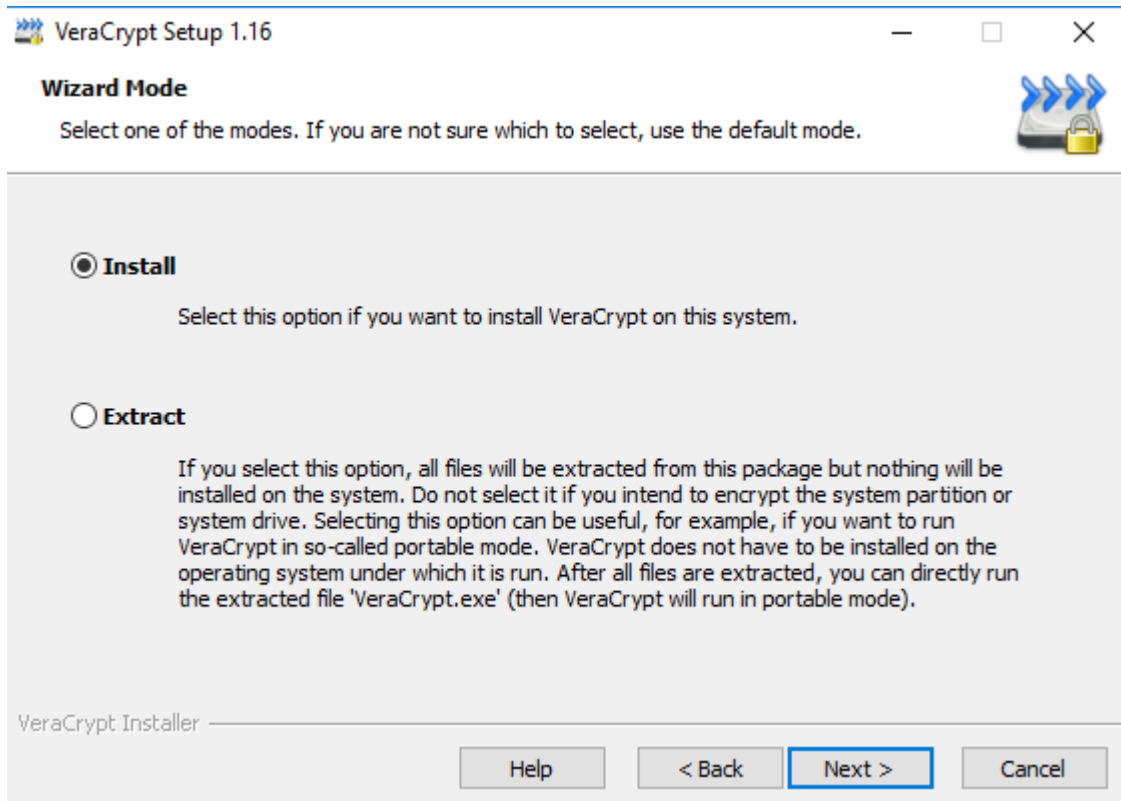 VeraCrypt Setup 1.16
Wizard Mode
Select one of the modes. If you are not sure which to select, use the default mode.
Install
Select this option if you want to install VeraCrypt on this system.
Extract
If you select this option, all files will be extracted from this package but nothing will be
installed on the system. Do not select it if you intend to encrypt the system partition or
system drive. Selecting this option can be useful, for example, if you want to run
VeraCrypt in so-called portable mode. VeraCrypt does not have to be installed on the
operating system under which it is run. After all files are extracted, you can directly run
the extracted file 'VeraCrypt.exe' (then VeraCrypt will run in portable mode).
VeraCrypt Installer
Help < Back Next > Cancel